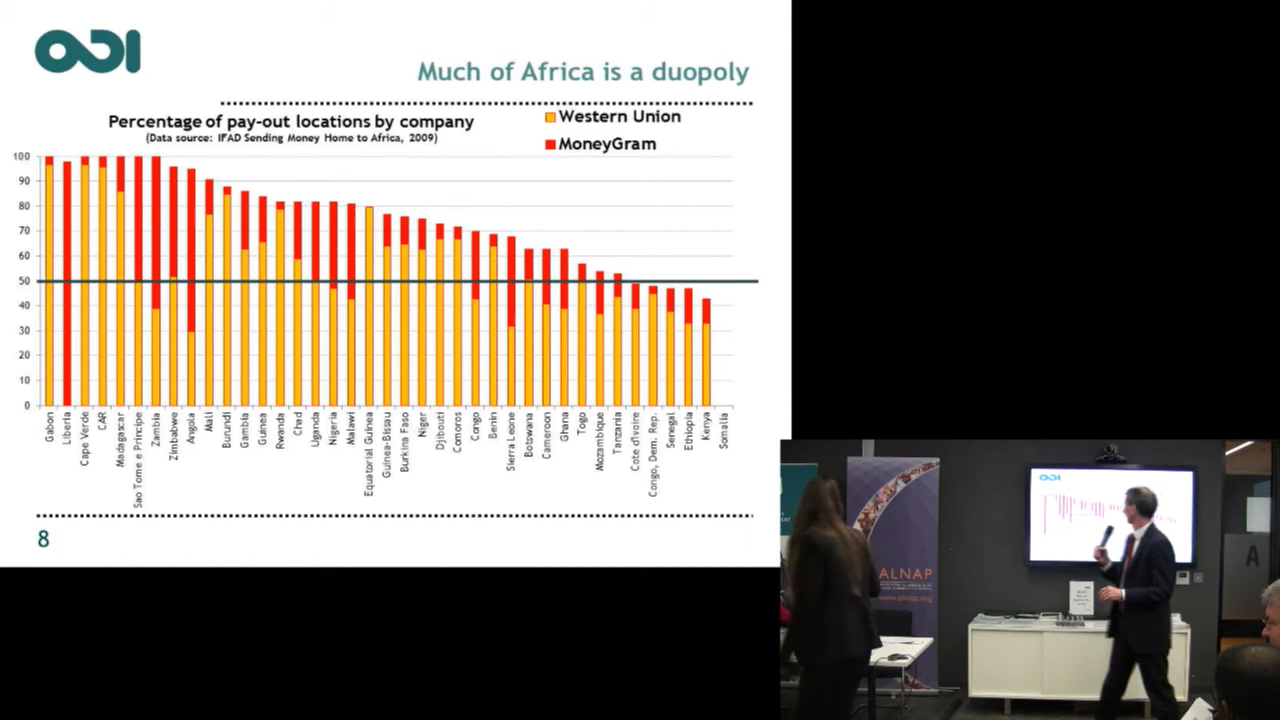 ODI
Much of Africa is a duopoly
Percentage of pay-out locations by company
(Data source: IFAD Sending Money Home to Africa, 2009)
Western Union
MoneyGram
100
90
80
70
60
50
40
30
20
10
0
Gabon
Liberia
Cape Verde
CAR
Madagascar
Sao Tome e Principe
Zambia
Zimbabwe
Angola
Mali
Burundi
Gambia
Guinea
Rwanda
Chad
Uganda
Nigeria
Malawi
Equatorial Guinea
Guinea-Bissau
Burkina Faso
Niger
Djibouti
Comoros
Congo
Benin
Sierra Leone
Botswana
Cameroon
Ghana
Togo
Mozambique
Tanzania
Cote d'Ivoire
Congo, Dem. Rep.
Senegal
Ethiopia
Kenya
Somalia
8
ODI
ALNAP
www.alnap.org
A